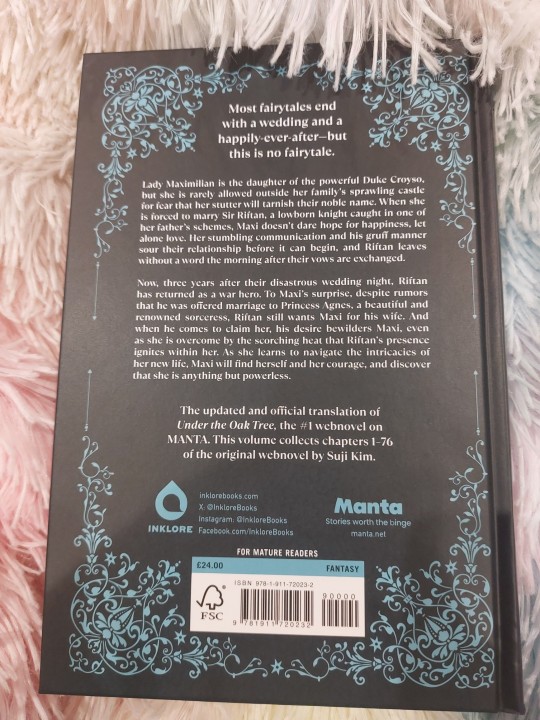 Most fairytales end
with a wedding and a
happily-ever-after—but
this is no fairytale.
Lady Maximilian is the daughter of the powerful Duke Croyso,
but she is rarely allowed outside her family's sprawling castle
for fear that her stutter will tarnish their noble name. When she
is forced to marry Sir Riftan, a lowborn knight caught in one of
her father's schemes, Maxi doesn't dare hope for happiness, let
alone love. Her stumbling communication and his gruff manner
sour their relationship before it can begin, and Riftan leaves
without a word the morning after their vows are exchanged.
Now, three years after their disastrous wedding night, Riftan
has returned as a war hero. To Maxi's surprise, despite rumors
that he was offered marriage to Princess Agnes, a beautiful and
renowned sorceress, Riftan still wants Maxi for his wife. And
when he comes to claim her, his desire bewilders Maxi, even
as she is overcome by the scorching heat that Riftan's presence
ignites within her. As she learns to navigate the intricacies of
her new life, Maxi will find herself and her courage, and discover
that she is anything but powerless.
The updated and official translation of
Under the Oak Tree, the #1 webnovel on
MANTA. This volume collects chapters 1–76
of the original webnovel by Suji Kim.
INKLORE
inklorebooks.com
X: @InkloreBooks
Instagram: @InkloreBooks
Facebook.com/InkloreBooks
Manta
Stories worth the binge
manta.net
FOR MATURE READERS
£24.00
FANTASY
FSC
ISBN 978-1-911-72023-2
90000
9 781911 720232